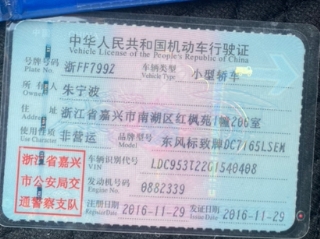 中华人民共和国机动车行驶证
Vehicle License of the People's Republic of China
号牌号码 浙FF799Z 车辆类型 小型轿车
Plate No. Vehicle Type
所有人 朱宁波
住址 浙江省嘉兴市南湖区红枫苑1幢206室
使用性质 非营运 品牌型号 东风标致牌DC7165LSEM
Use Character Model
浙江省嘉兴
市公安局交
通警察支队
车辆识别代号 LDC953T22G1540408
VIN
发动机号码 0882339
Engine No.
注册日期 2016-11-29 发证日期 2016-11-29
Register Date Issue Date